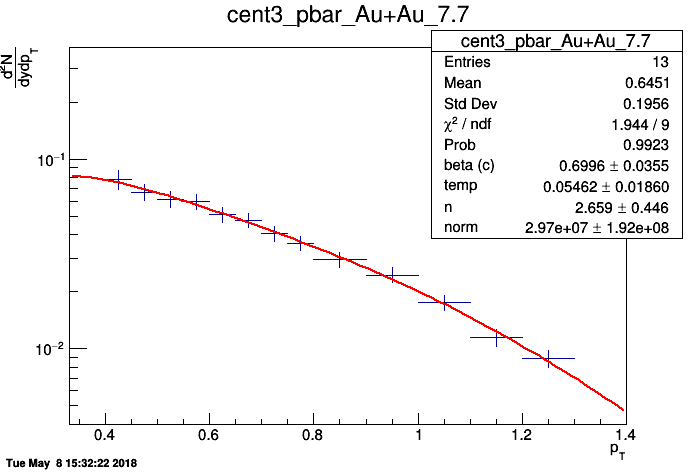 cent3_pbar_Au+Au_7.7
d²N
dydp_T
cent3_pbar_Au+Au_7.7
Entries 13
Mean 0.6451
Std Dev 0.1956
χ² / ndf 1.944 / 9
Prob 0.9923
beta (c) 0.6996 ± 0.0355
temp 0.05462 ± 0.01860
n 2.659 ± 0.446
norm 2.97e+07 ± 1.92e+08
10⁻¹
10⁻²
0.4 0.6 0.8 1 1.2 1.4
p_T
Tue May 8 15:32:22 2018